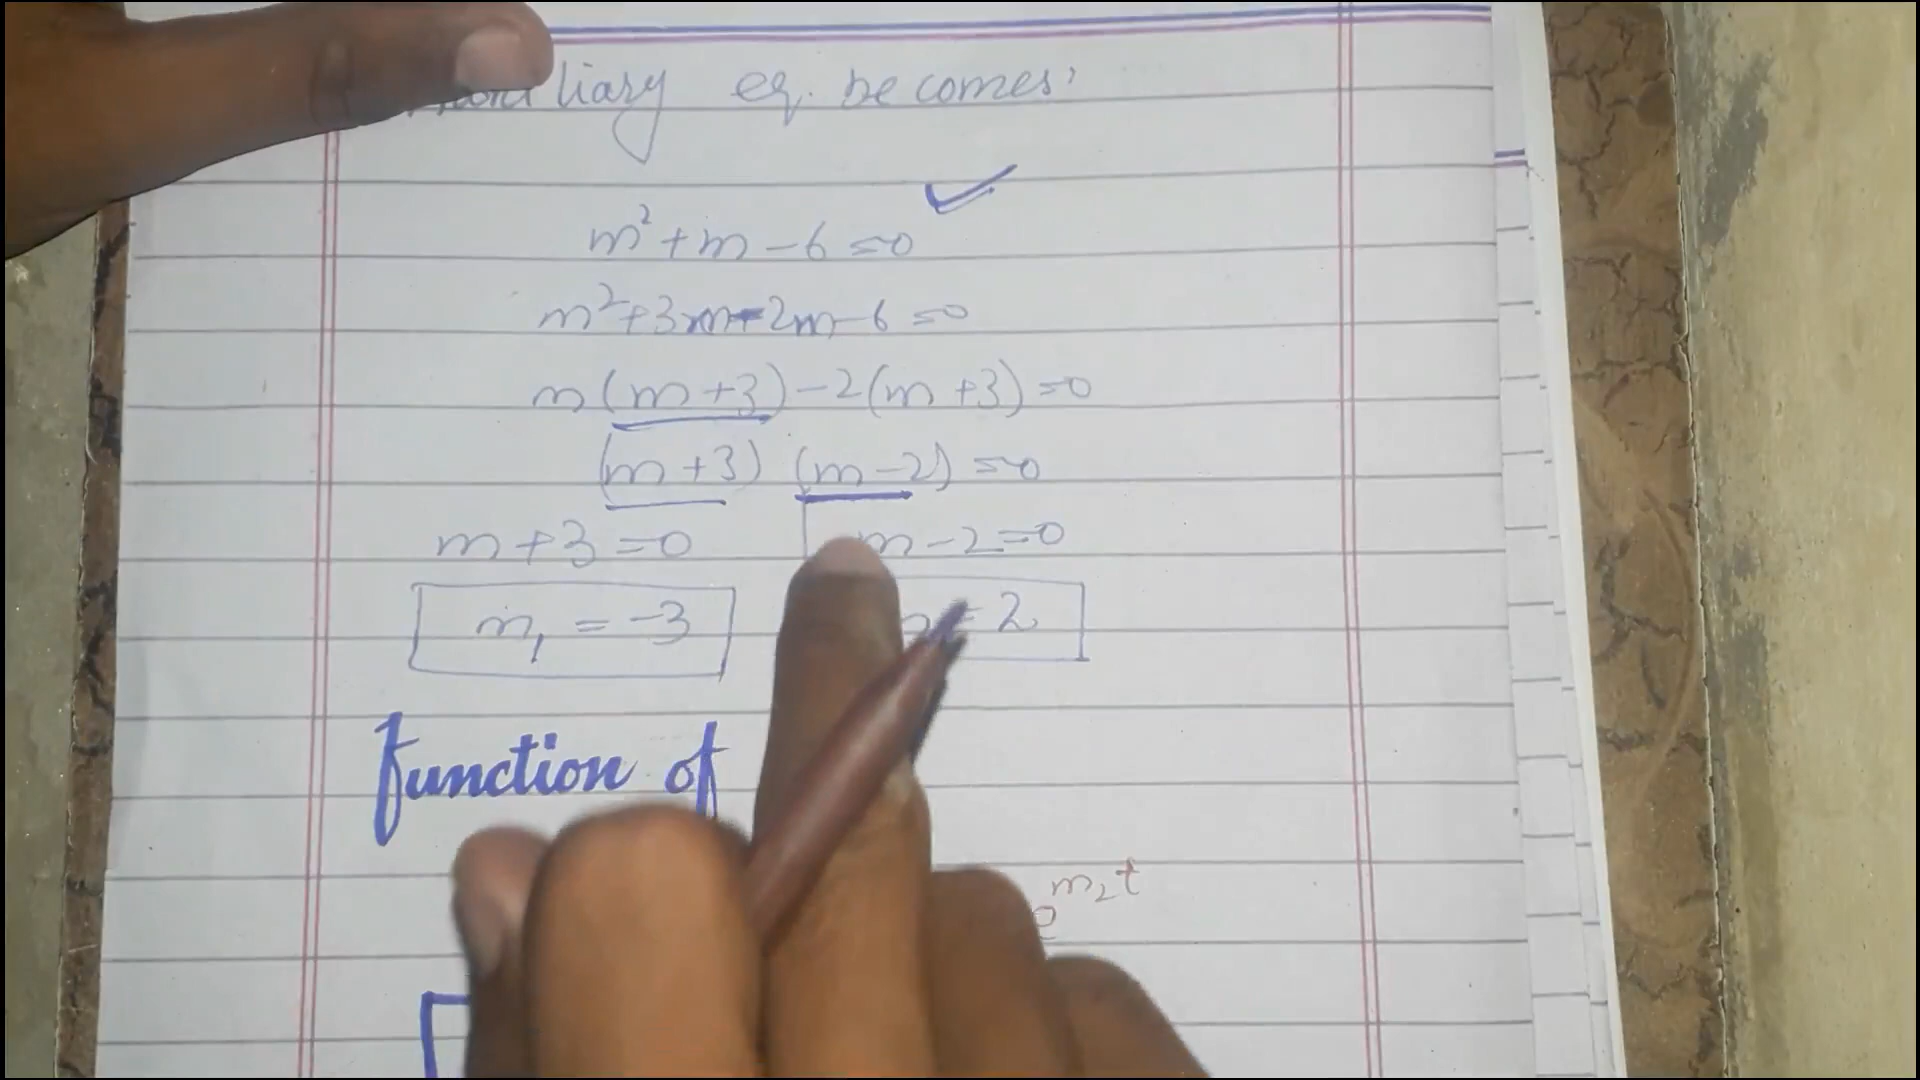 eq. becomes,
m²+m-6=0
m²+3m-2m-6=0
m(m+3)-2(m+3)=0
(m+3) (m-2)=0
m+3=0 m-2=0
m₁ = -3 = 2
function of
e^m₂t